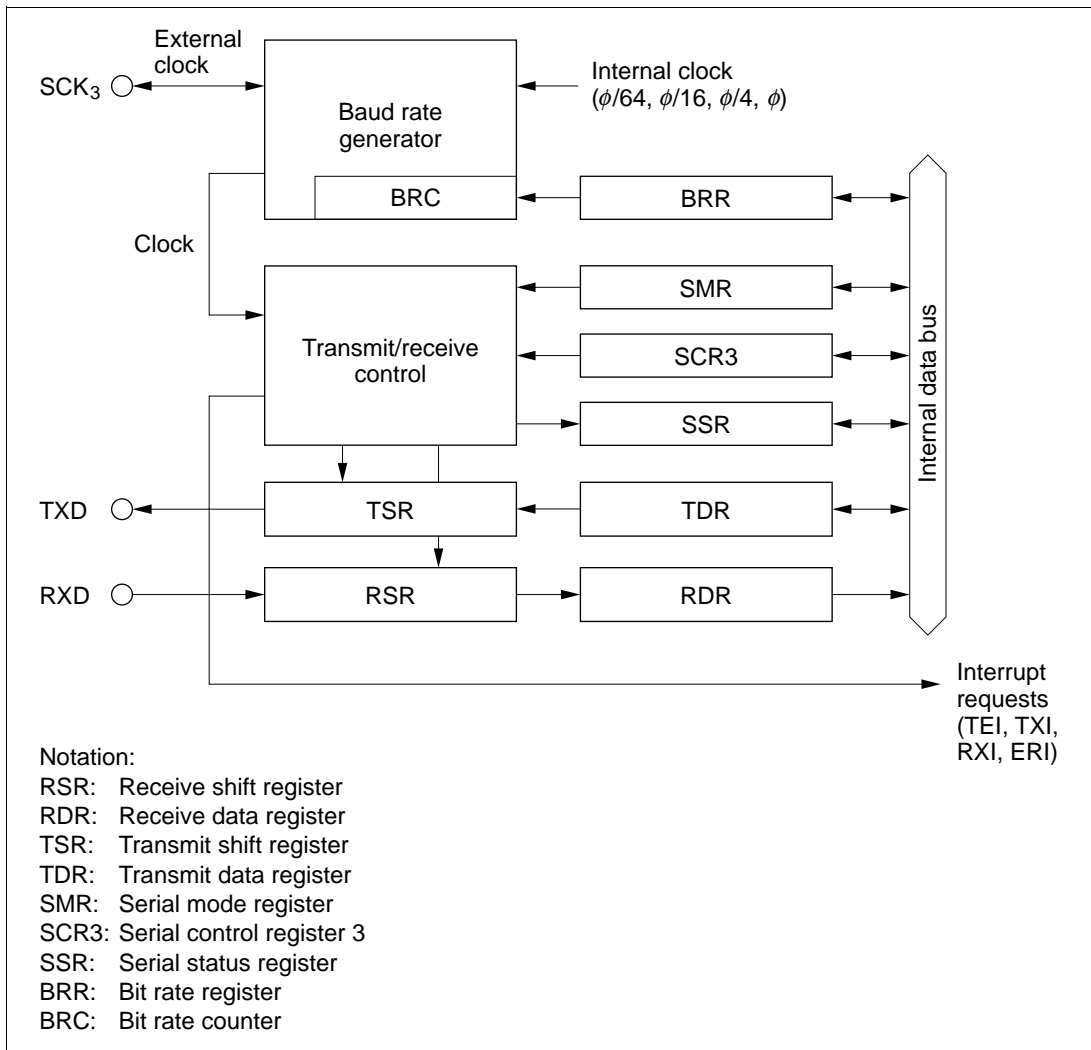 External
clock
SCK3
Internal clock
(ϕ/64, ϕ/16, ϕ/4, ϕ)
Baud rate
generator
BRC
BRR
Clock
SMR
Transmit/receive
control
SCR3
SSR
Internal data bus
TXD
TSR
TDR
RXD
RSR
RDR
Interrupt
requests
(TEI, TXI,
RXI, ERI)
Notation:
RSR: Receive shift register
RDR: Receive data register
TSR: Transmit shift register
TDR: Transmit data register
SMR: Serial mode register
SCR3: Serial control register 3
SSR: Serial status register
BRR: Bit rate register
BRC: Bit rate counter